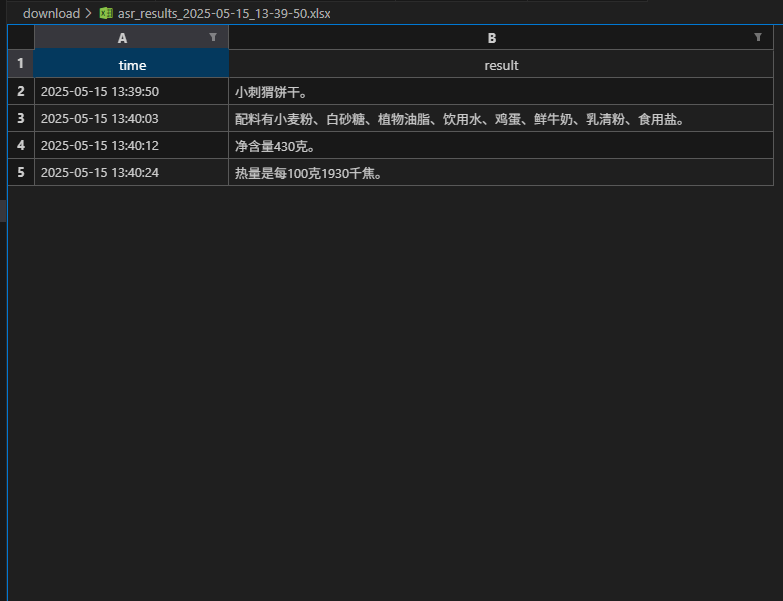 download > asr_results_2025-05-15_13-39-50.xlsx
A B
1 time result
2 2025-05-15 13:39:50 小刺猬饼干。
3 2025-05-15 13:40:03 配料有小麦粉、白砂糖、植物油脂、饮用水、鸡蛋、鲜牛奶、乳清粉、食用盐。
4 2025-05-15 13:40:12 净含量430克。
5 2025-05-15 13:40:24 热量是每100克1930千焦。